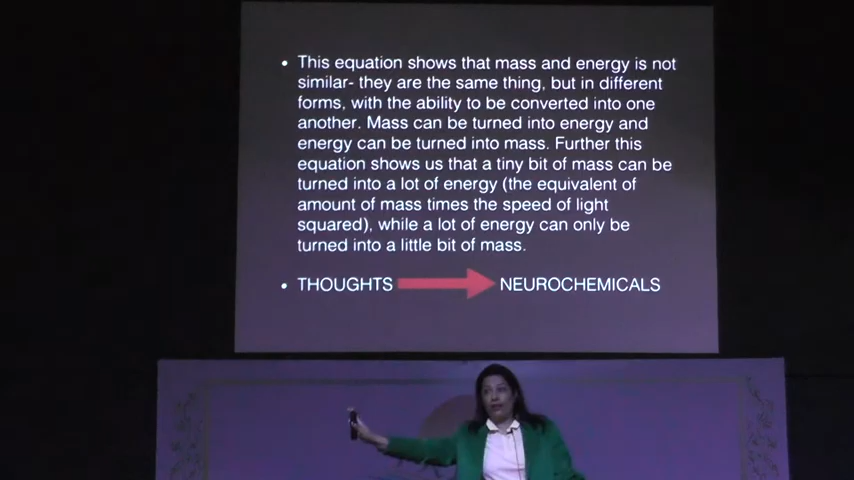 • This equation shows that mass and energy is not
similar- they are the same thing, but in different
forms, with the ability to be converted into one
another. Mass can be turned into energy and
energy can be turned into mass. Further this
equation shows us that a tiny bit of mass can be
turned into a lot of energy (the equivalent of
amount of mass times the speed of light
squared), while a lot of energy can only be
turned into a little bit of mass.
• THOUGHTS NEUROCHEMICALS